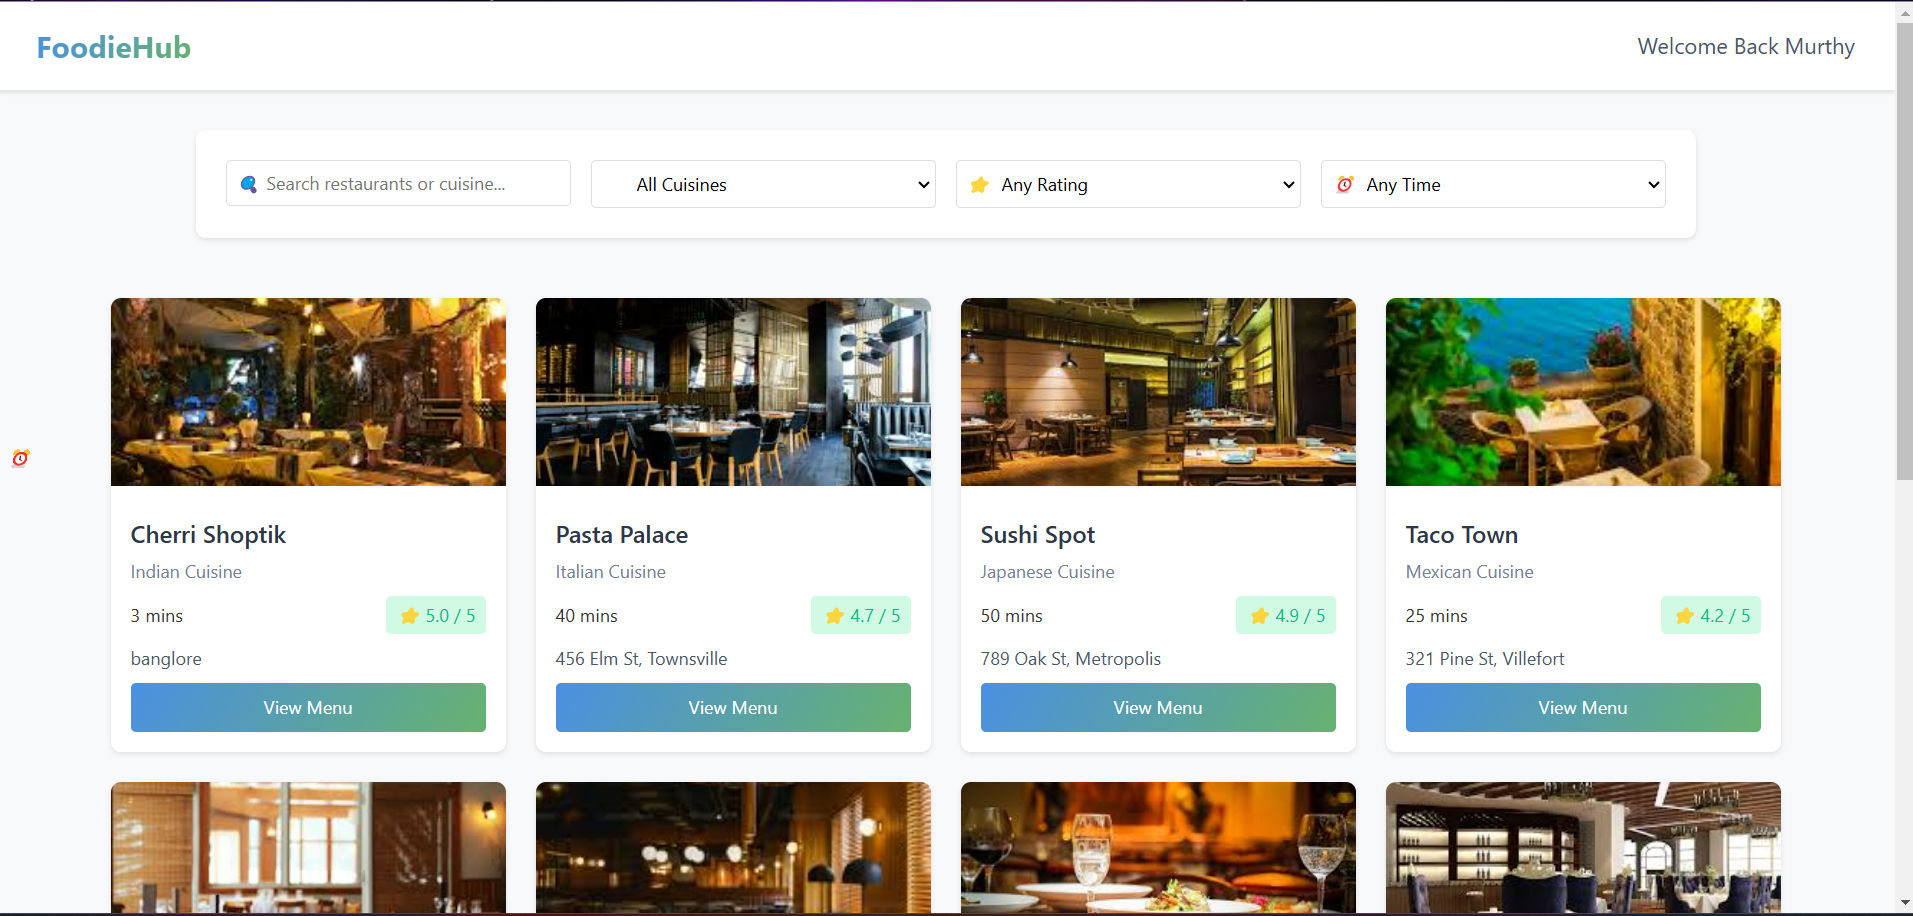 FoodieHub
Welcome Back Murthy
Search restaurants or cuisine...
All Cuisines
Any Rating
Any Time
Cherri Shoptik
Indian Cuisine
3 mins
5.0 / 5
banglore
View Menu
Pasta Palace
Italian Cuisine
40 mins
4.7 / 5
456 Elm St, Townsville
View Menu
Sushi Spot
Japanese Cuisine
50 mins
4.9 / 5
789 Oak St, Metropolis
View Menu
Taco Town
Mexican Cuisine
25 mins
4.2 / 5
321 Pine St, Villefort
View Menu